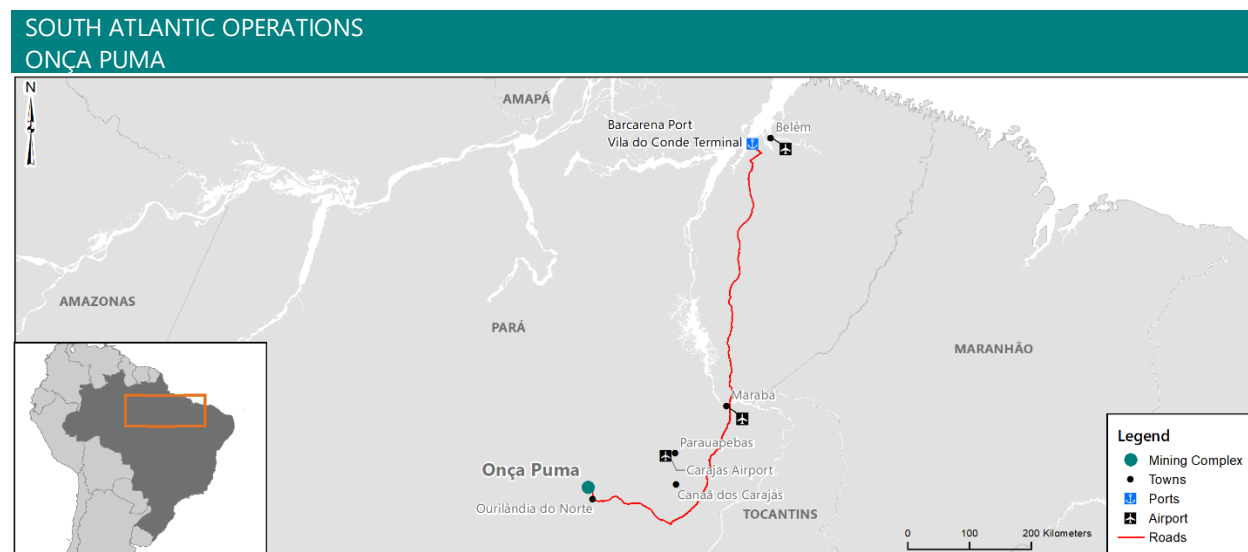 SOUTH ATLANTIC OPERATIONS
ONÇA PUMA
N
AMAPÁ
Barcarena Port
Vila do Conde Terminal
Belém
AMAZONAS
PARÁ
MARANHÃO
Marabá
Parauapebas
Carajas Airport
Onça Puma
Canaã dos Carajás
Ourilândia do Norte
TOCANTINS
0 100 200 Kilometers
Legend
Mining Complex
Towns
Ports
Airport
Roads